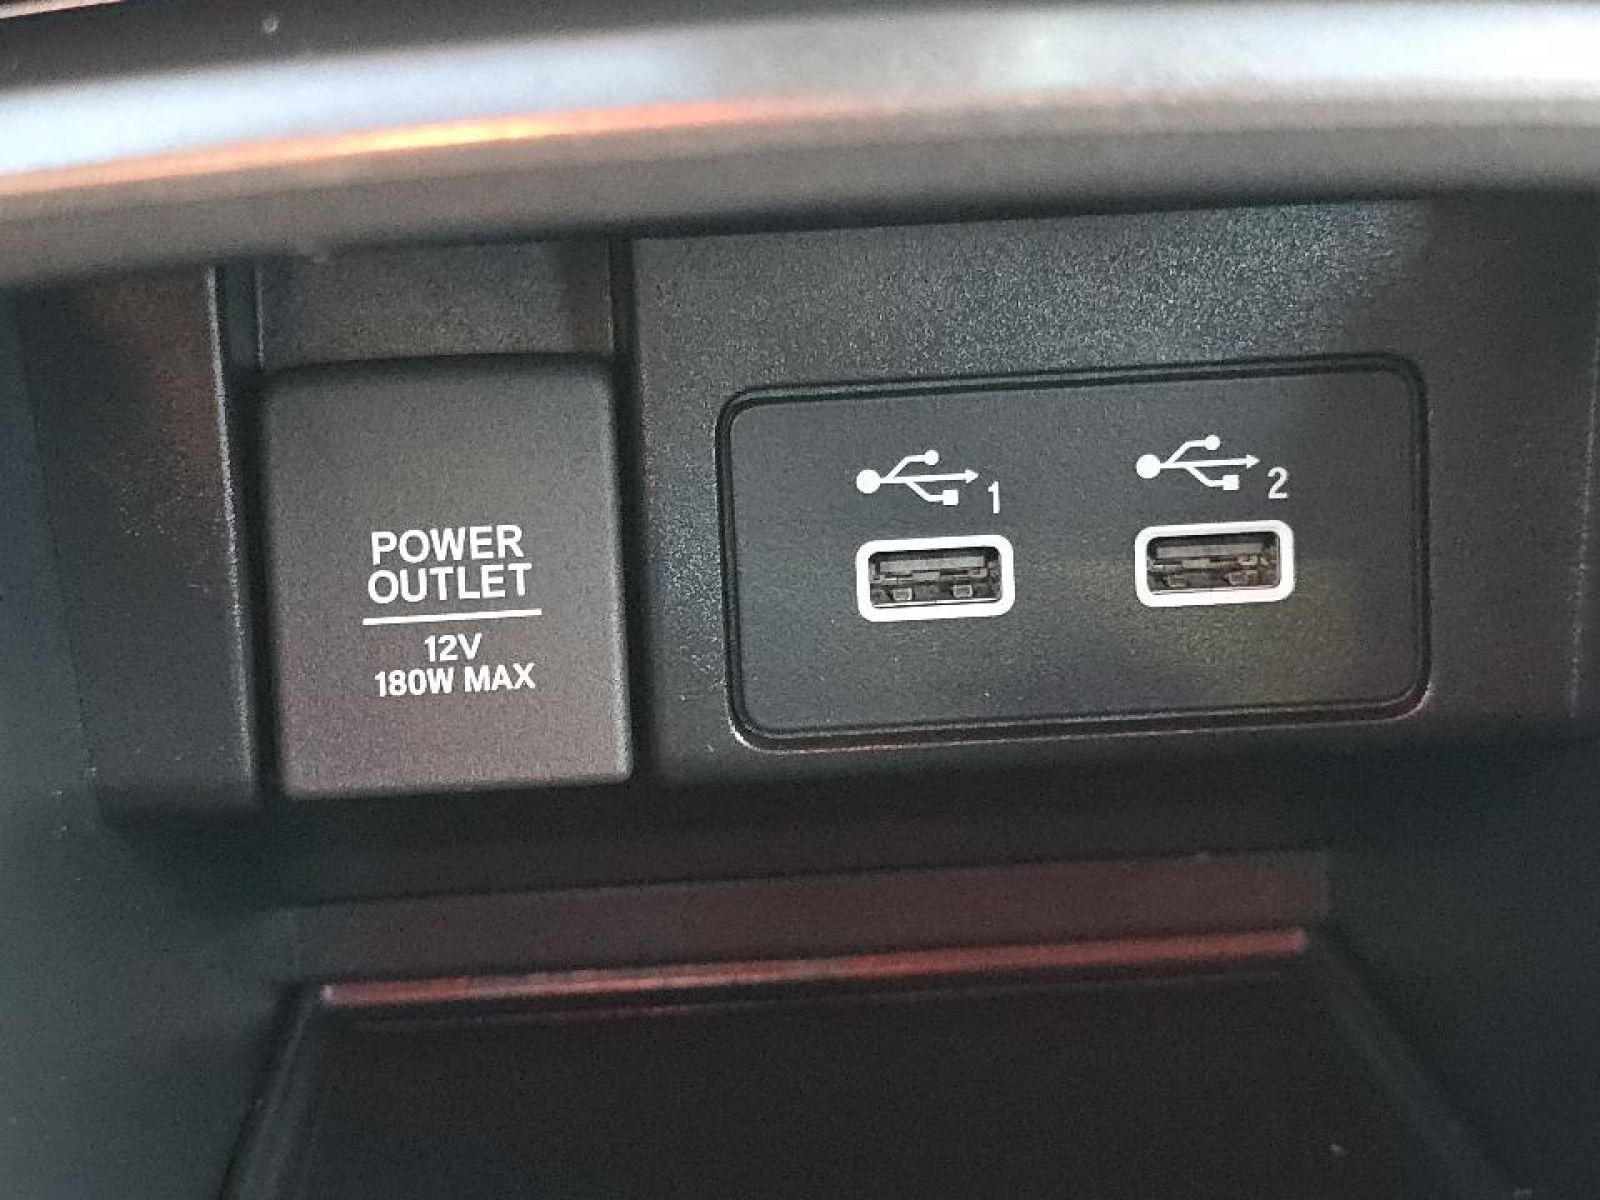 POWER
OUTLET
12V
180W MAX
1
2